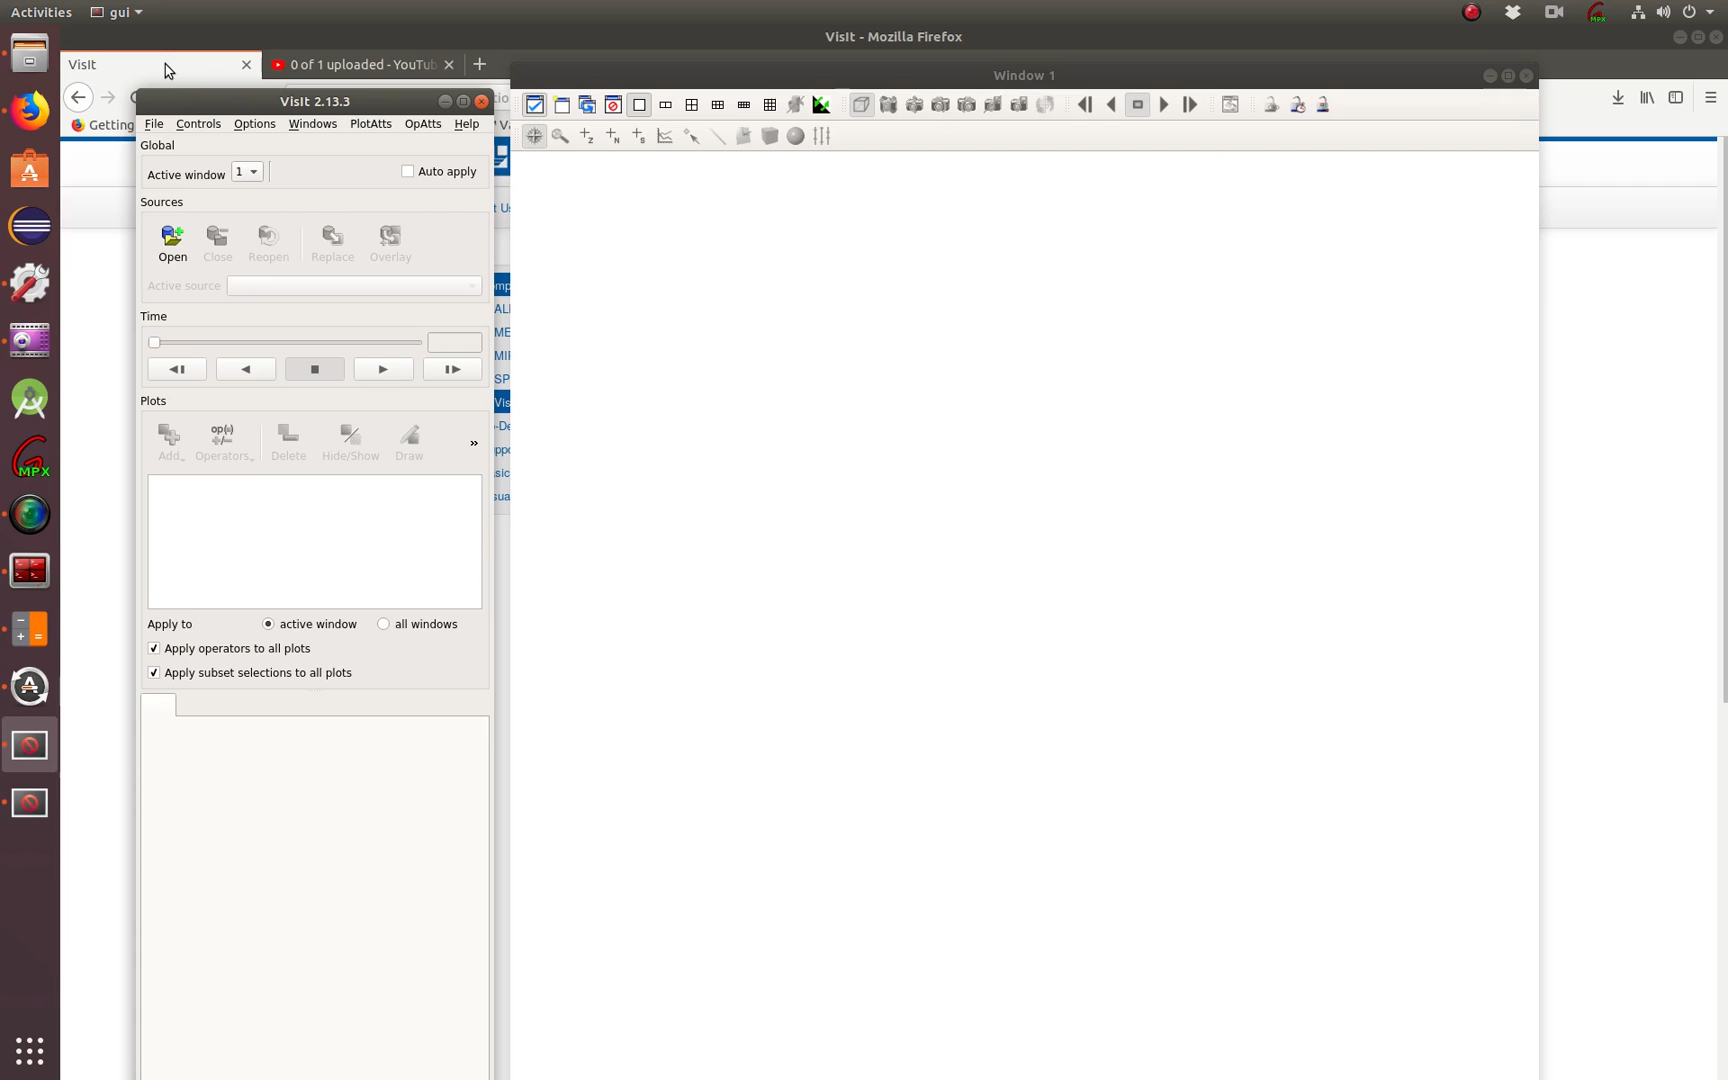 Activities gui
VisIt - Mozilla Firefox
VisIt 0 of 1 uploaded - YouTub
Window 1
VisIt 2.13.3
Getting
File Controls Options Windows PlotAtts OpAtts Help
Global
Active window 1 Auto apply
Sources
Open Close Reopen Replace Overlay
Active source
Time
Plots
op(=)
+/-
Add Operators Delete Hide/Show Draw
»
Apply to active window all windows
Apply operators to all plots
Apply subset selections to all plots
MPX